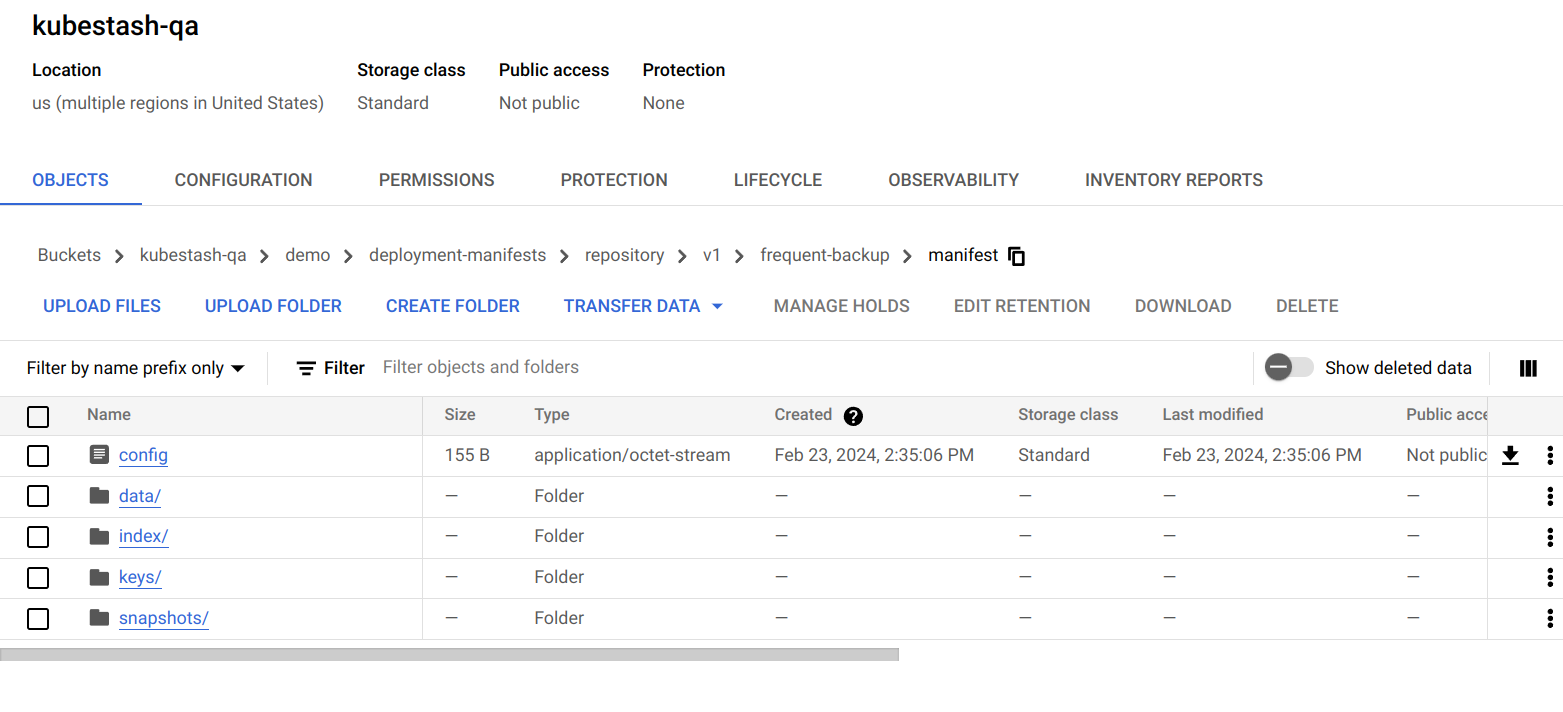 kubestash-qa
Location Storage class Public access Protection
us (multiple regions in United States) Standard Not public None
OBJECTS CONFIGURATION PERMISSIONS PROTECTION LIFECYCLE OBSERVABILITY INVENTORY REPORTS
Buckets > kubestash-qa > demo > deployment-manifests > repository > v1 > frequent-backup > manifest
UPLOAD FILES UPLOAD FOLDER CREATE FOLDER TRANSFER DATA MANAGE HOLDS EDIT RETENTION DOWNLOAD DELETE
Filter by name prefix only Filter Filter objects and folders Show deleted data
Name Size Type Created ? Storage class Last modified Public acce
config 155 B application/octet-stream Feb 23, 2024, 2:35:06 PM Standard Feb 23, 2024, 2:35:06 PM Not public
data/ — Folder — — — —
index/ — Folder — — — —
keys/ — Folder — — — —
snapshots/ — Folder — — — —